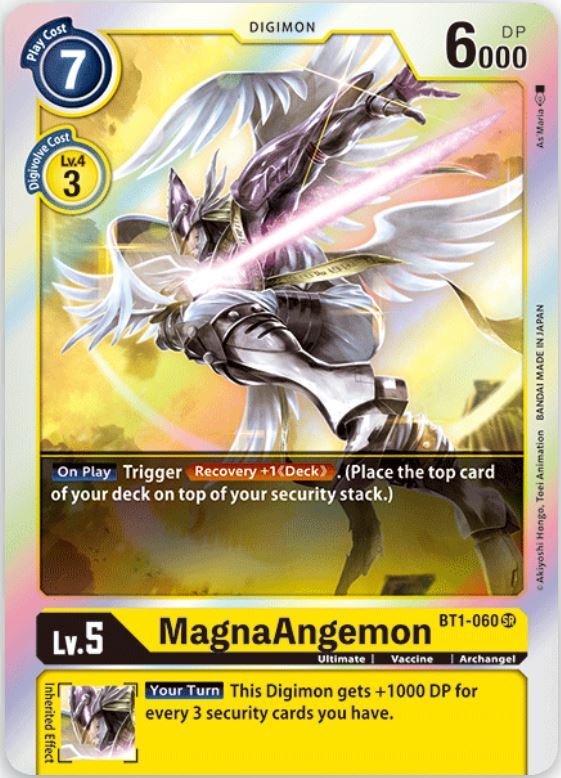 Play Cost
7
DIGIMON
6000
DP
Digivolve Cost
Lv.4
3
As'Maria
On Play Trigger Recovery +1《Deck》. (Place the top card
of your deck on top of your security stack.)
©Akiyoshi Hongo, Toei Animation BANDAI MADE IN JAPAN
Lv.5
MagnaAngemon
BT1-060 SR
Ultimate | Vaccine | Archangel
Inherited Effect
Your Turn This Digimon gets +1000 DP for
every 3 security cards you have.